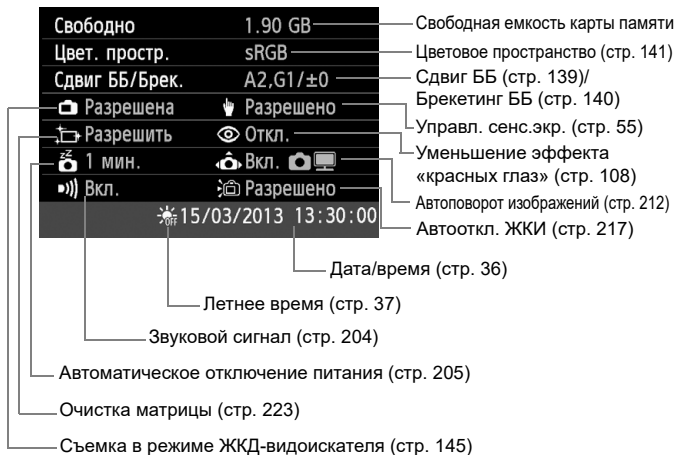 Свободно 1.90 GB
Цвет. простр. sRGB
Сдвиг ББ/Брек. A2,G1/±0
Разрешена Разрешено
Разрешить Откл.
zz 1 мин. Вкл.
Вкл. Разрешено
OFF 15/03/2013 13:30:00
Свободная емкость карты памяти
Цветовое пространство (стр. 141)
Сдвиг ББ (стр. 139)/
Брекетинг ББ (стр. 140)
Управл. сенс.экр. (стр. 55)
Уменьшение эффекта
«красных глаз» (стр. 108)
Автоповорот изображений (стр. 212)
Автооткл. ЖКИ (стр. 217)
Дата/время (стр. 36)
Летнее время (стр. 37)
Звуковой сигнал (стр. 204)
Автоматическое отключение питания (стр. 205)
Очистка матрицы (стр. 223)
Съемка в режиме ЖКД-видоискателя (стр. 145)